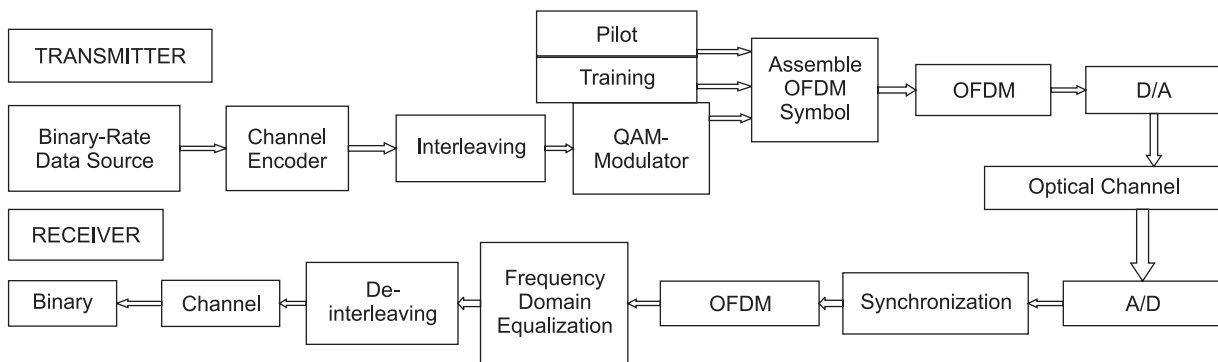 TRANSMITTER
Pilot
Training
Binary-Rate
Data Source
Channel
Encoder
Interleaving
QAM-
Modulator
Assemble
OFDM
Symbol
OFDM
D/A
Optical Channel
RECEIVER
A/D
Synchronization
OFDM
Frequency
Domain
Equalization
De-
interleaving
Channel
Binary